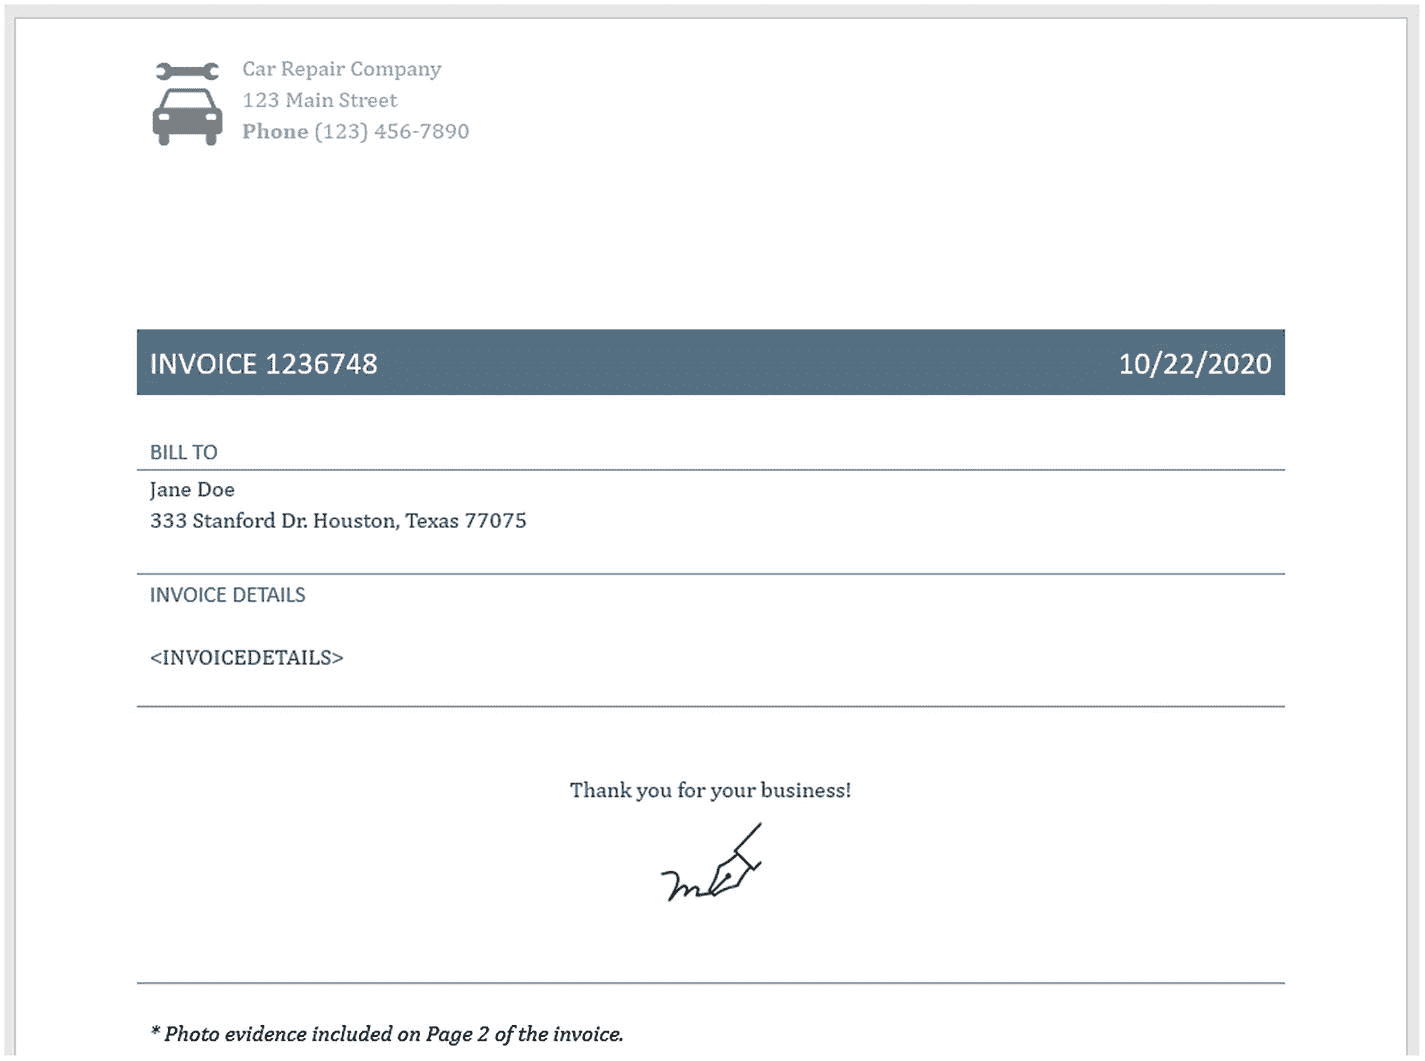 Car Repair Company
123 Main Street
Phone (123) 456-7890
INVOICE 1236748 10/22/2020
BILL TO
Jane Doe
333 Stanford Dr. Houston, Texas 77075
INVOICE DETAILS
<INVOICEDETAILS>
Thank you for your business!
* Photo evidence included on Page 2 of the invoice.